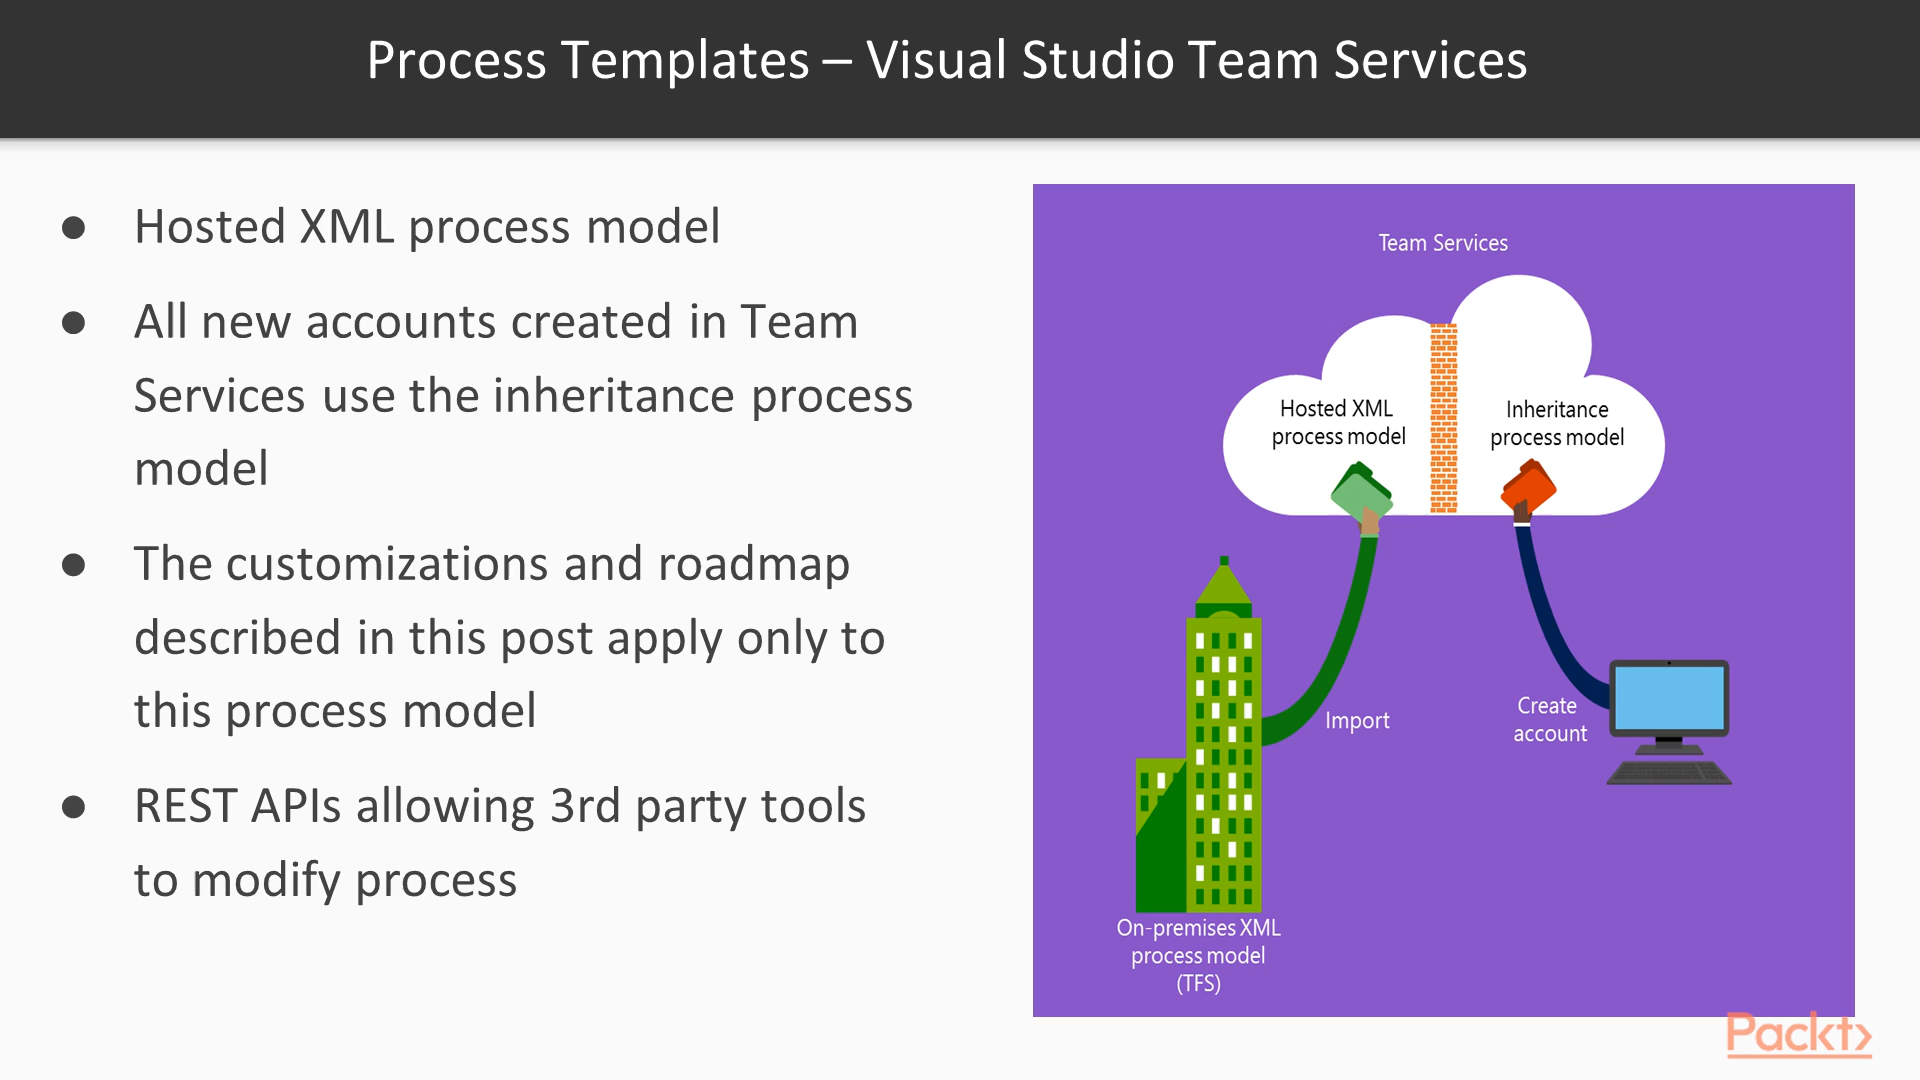 Process Templates – Visual Studio Team Services
● Hosted XML process model
● All new accounts created in Team
Services use the inheritance process
model
● The customizations and roadmap
described in this post apply only to
this process model
● REST APIs allowing 3rd party tools
to modify process
Team Services
Hosted XML
process model
Inheritance
process model
Import
Create
account
On-premises XML
process model
(TFS)
Packt>